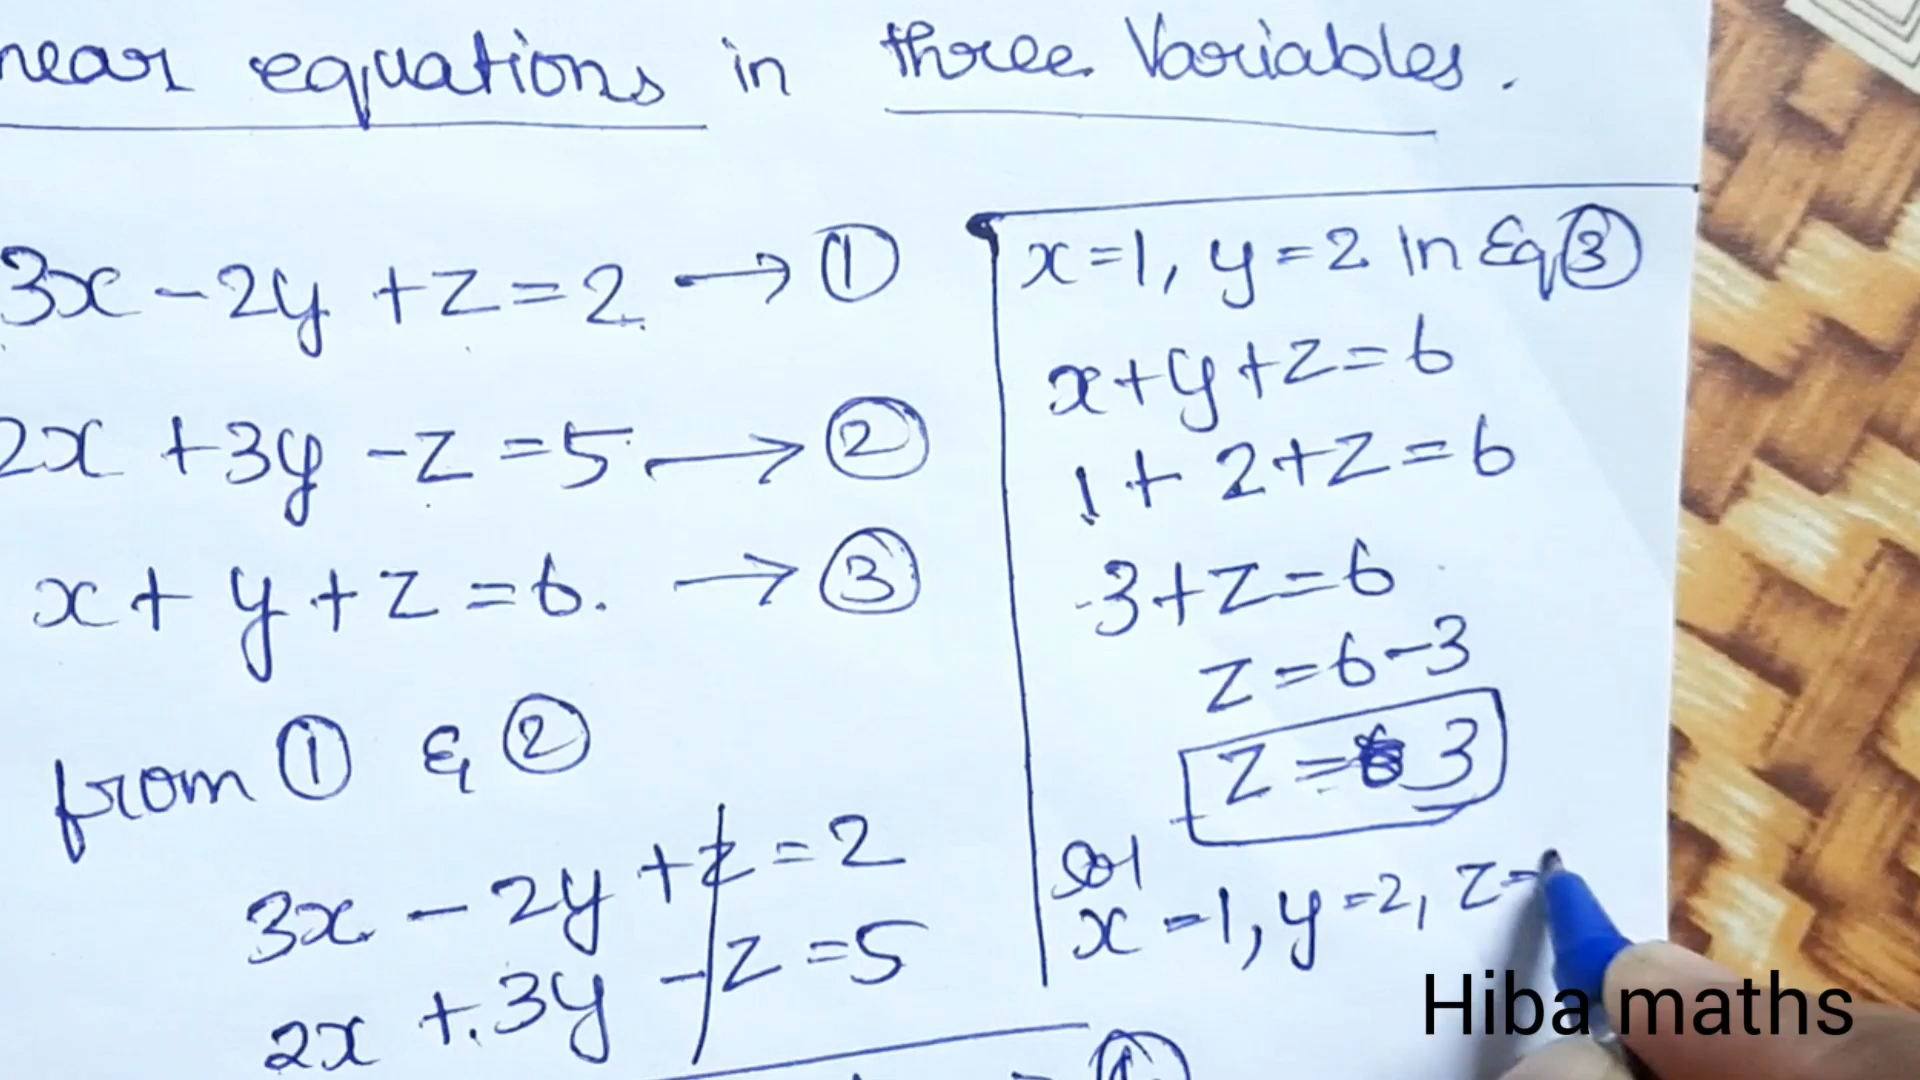 near equations in three Variables.
3x - 2y + z = 2 → ①
2x + 3y - z = 5 → ②
x + y + z = 6. → ③
from ① & ②
3x - 2y + z = 2
2x + 3y - z = 5
x = 1, y = 2 in Eq ③
x + y + z = 6
1 + 2 + z = 6
3 + z = 6
z = 6 - 3
z = 3
Sol
x = 1, y = 2, z =
Hiba maths